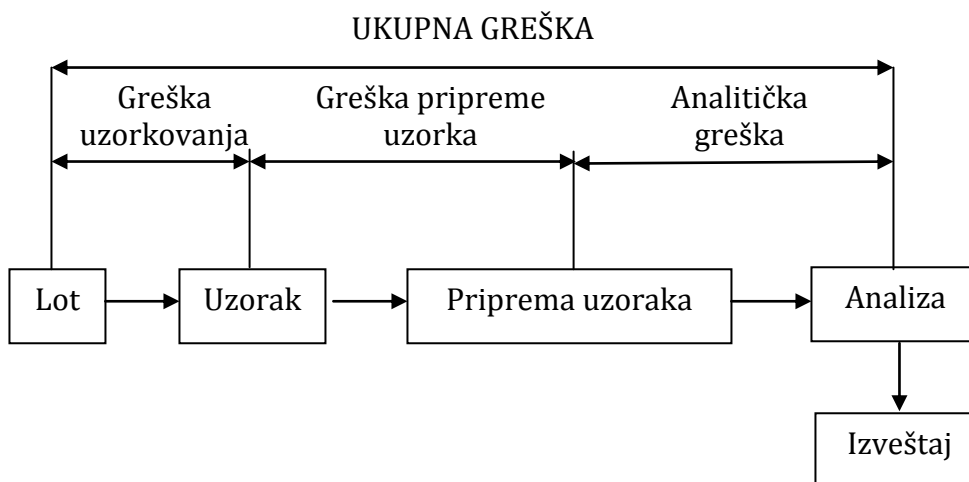 UKUPNA GREŠKA
Greška
uzorkovanja
Greška pripreme
uzorka
Analitička
greška
Lot
Uzorak
Priprema uzoraka
Analiza
Izveštaj